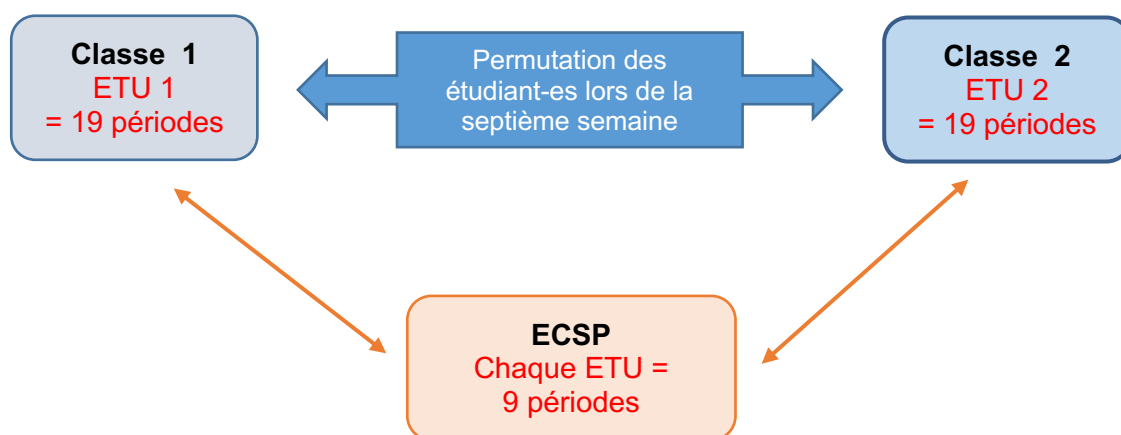 Classe 1
ETU 1
= 19 périodes
Permutation des
étudiant-es lors de la
septième semaine
Classe 2
ETU 2
= 19 périodes
ECSP
Chaque ETU =
9 périodes